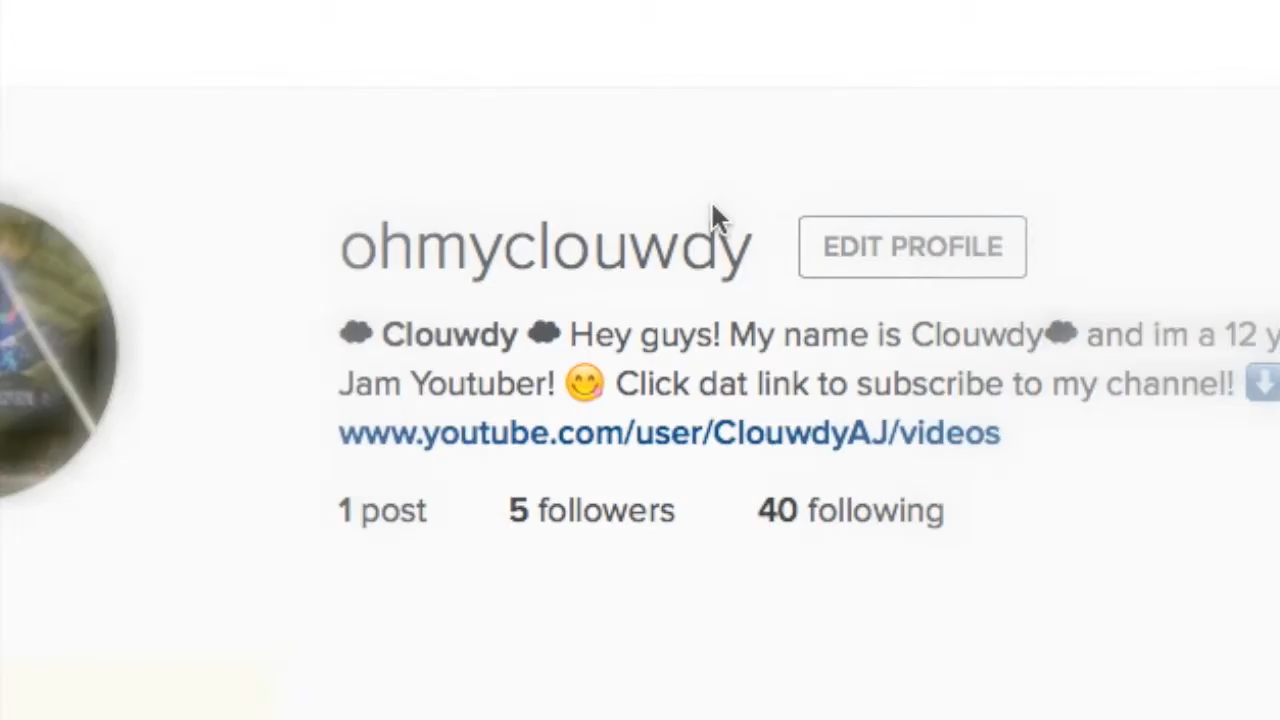 ohmyclouwdy EDIT PROFILE
☁ Clouwdy ☁ Hey guys! My name is Clouwdy☁ and im a 12 y
Jam Youtuber! 😋 Click dat link to subscribe to my channel! ⬇
www.youtube.com/user/ClouwdyAJ/videos
1 post 5 followers 40 following